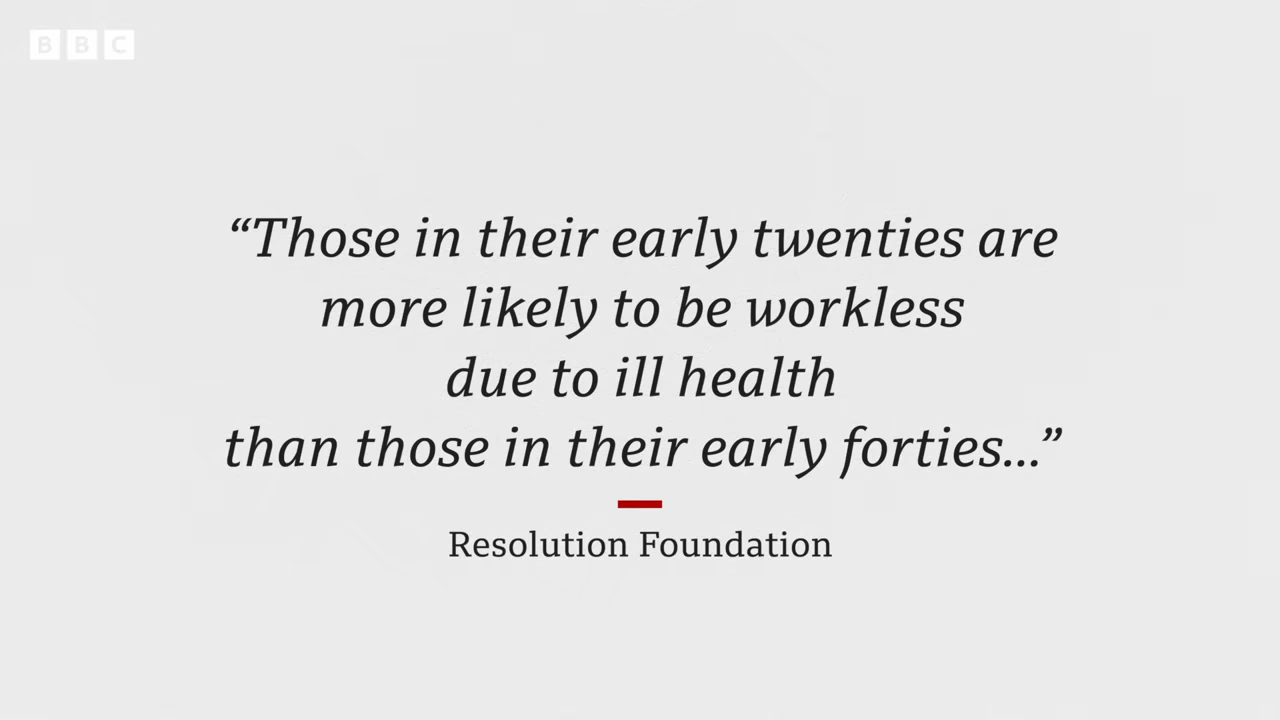 BBC
“Those in their early twenties are
more likely to be workless
due to ill health
than those in their early forties...”
Resolution Foundation